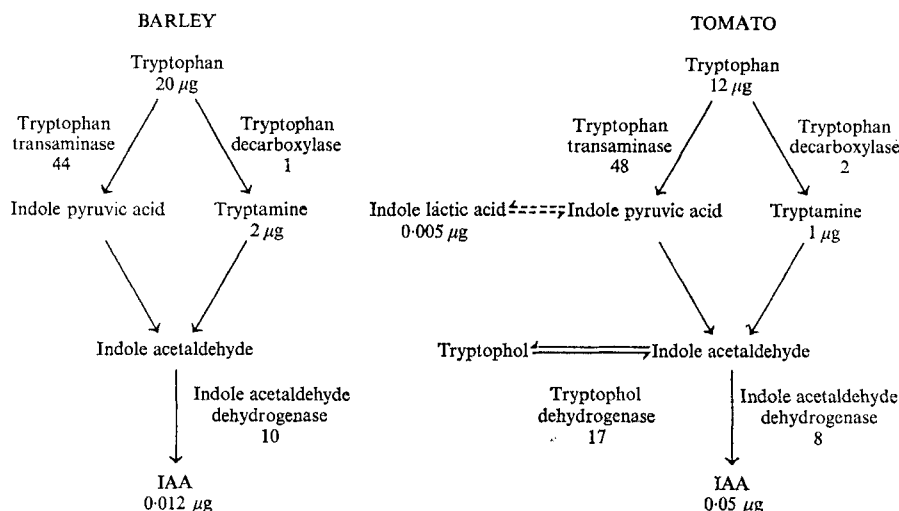 BARLEY
Tryptophan
20 μg
Tryptophan
transaminase
44
Tryptophan
decarboxylase
1
Indole pyruvic acid
Tryptamine
2 μg
Indole acetaldehyde
Indole acetaldehyde
dehydrogenase
10
IAA
0·012 μg
TOMATO
Tryptophan
12 μg
Tryptophan
transaminase
48
Tryptophan
decarboxylase
2
Indole lactic acid
0·005 μg
Indole pyruvic acid
Tryptamine
1 μg
Tryptophol
Indole acetaldehyde
Tryptophol
dehydrogenase
17
Indole acetaldehyde
dehydrogenase
8
IAA
0·05 μg